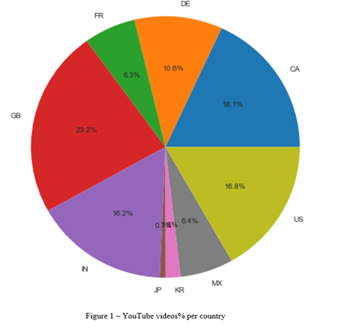 DE
FR
CA
10.6%
6.3%
18.1%
GB
23.2%
16.8%
US
16.2%
6.4%
IN
JP
KR
MX
Figure 1 – YouTube videos% per country